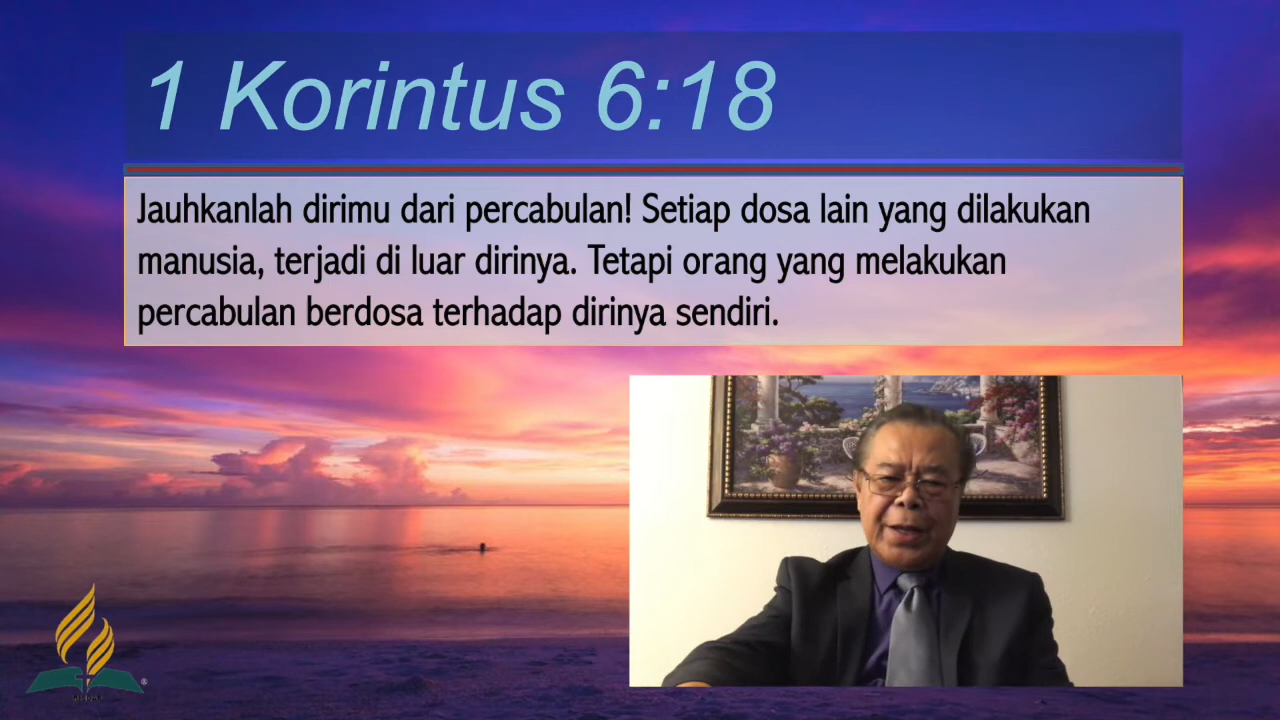 1 Korintus 6:18
Jauhkanlah dirimu dari percabulan! Setiap dosa lain yang dilakukan
manusia, terjadi di luar dirinya. Tetapi orang yang melakukan
percabulan berdosa terhadap dirinya sendiri.
®